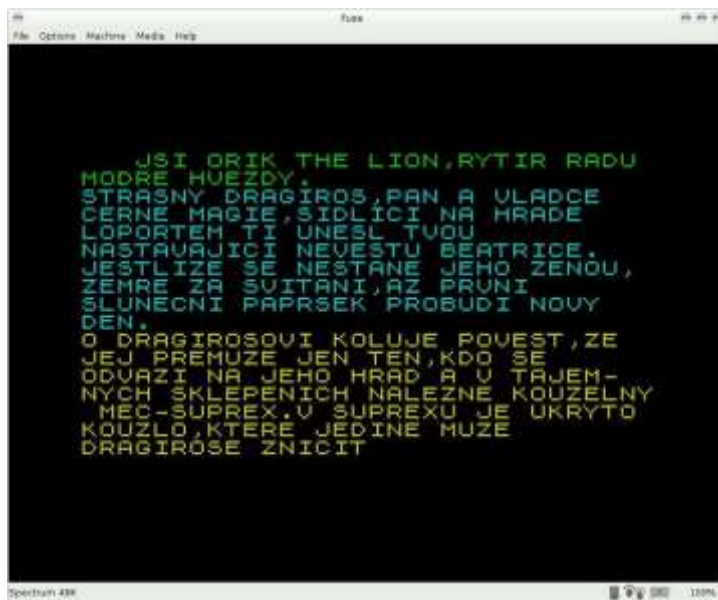 Fuse
File Options Machine Media Help
JSI ORIK THE LION,RYTIR RADU
MODRE HVEZDY.
STRASNY DRAGIROS,PAN A VLADCE
CERNE MAGIE,SIDLICI NA HRADE
LOPORTEM TI UNESL TVOU
NASTAVAJICI NEVESTU BEATRICE.
JESTLIZE SE NESTANE JEHO ZENOU,
ZEMRE ZA SVITANI,AZ PRVNI
SLUNECNI PAPRSEK PROBUDI NOVY
DEN.
O DRAGIROSOVI KOLUJE POVEST,ZE
JEJ PREMUZE JEN TEN,KDO SE
ODVAZI NA JEHO HRAD A V TAJEM-
NYCH SKLEPENICH NALEZNE KOUZELNY
MEC-SUPREX.V SUPREXU JE UKRYTO
KOUZLO,KTERE JEDINE MUZE
DRAGIROSE ZNICIT
Spectrum 48K 100%